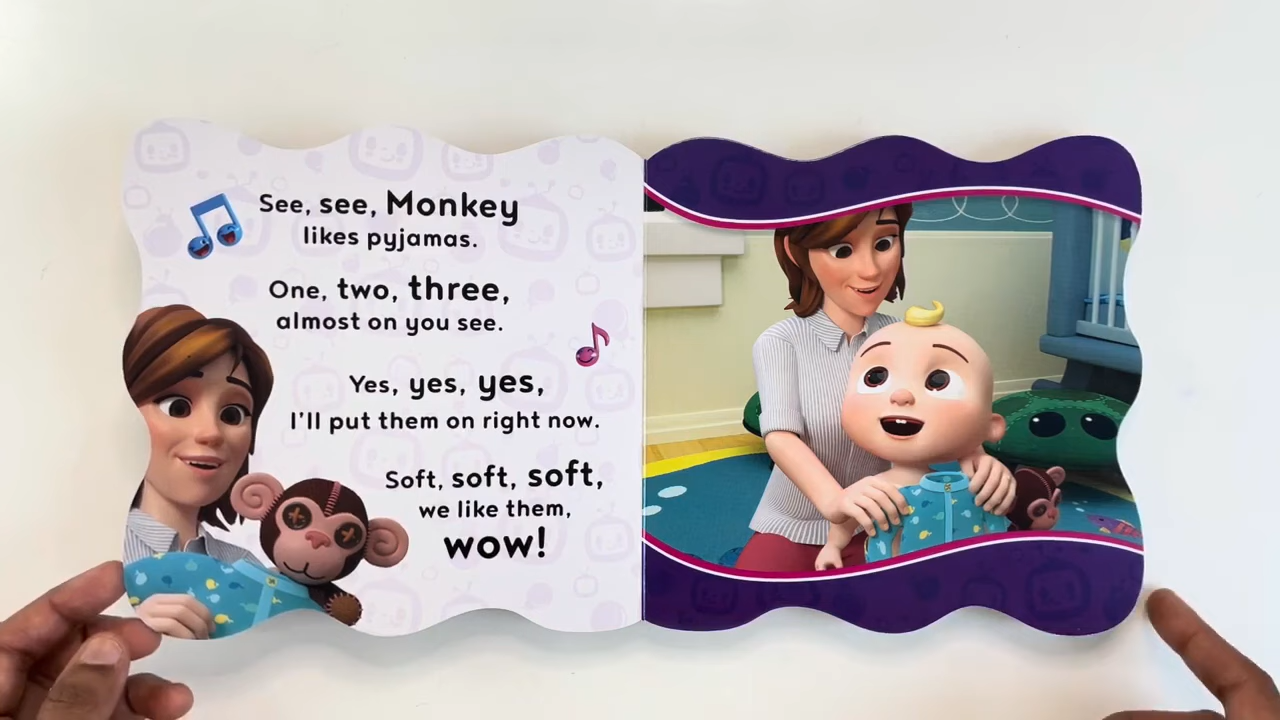 See, see, Monkey
likes pyjamas.
One, two, three,
almost on you see.
Yes, yes, yes,
I'll put them on right now.
Soft, soft, soft,
we like them,
wow!